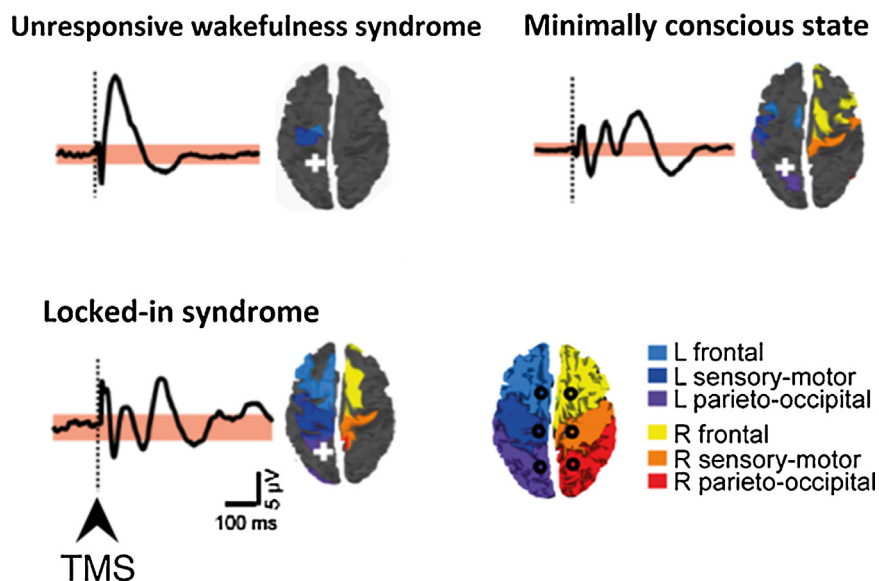 Unresponsive wakefulness syndrome
Minimally conscious state
Locked-in syndrome
L frontal
L sensory-motor
L parieto-occipital
R frontal
R sensory-motor
R parieto-occipital
5 µV
100 ms
TMS